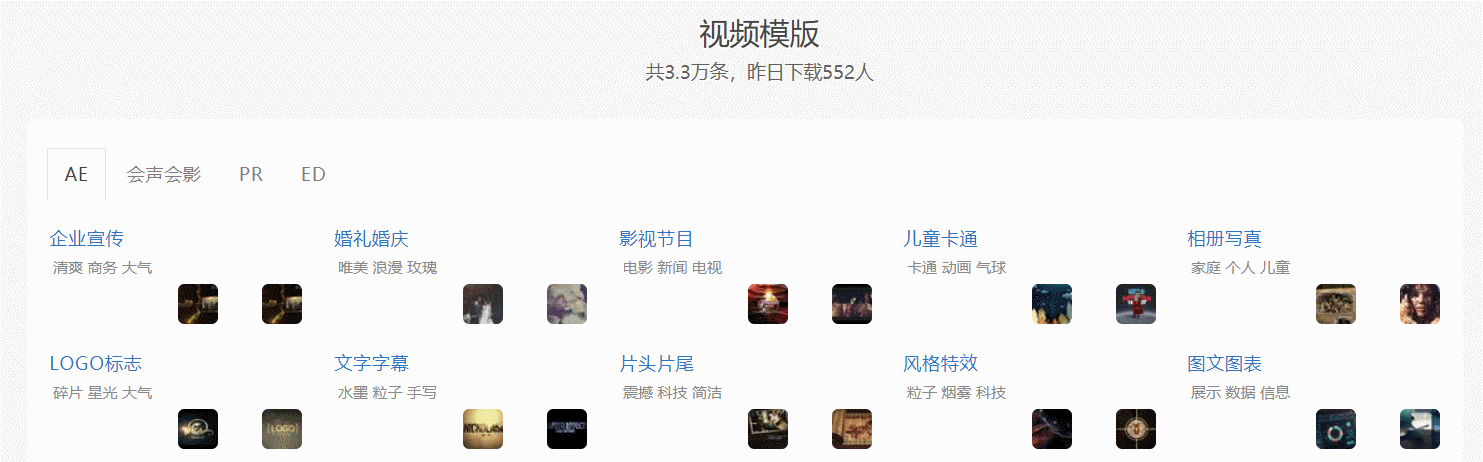 视频模版
共3.3万条，昨日下载552人
AE 会声会影 PR ED
企业宣传 婚礼婚庆 影视节目 儿童卡通 相册写真
清爽 商务 大气 唯美 浪漫 玫瑰 电影 新闻 电视 卡通 动画 气球 家庭 个人 儿童
LOGO标志 文字字幕 片头片尾 风格特效 图文图表
碎片 星光 大气 水墨 粒子 手写 震撼 科技 简洁 粒子 烟雾 科技 展示 数据 信息
LOGO